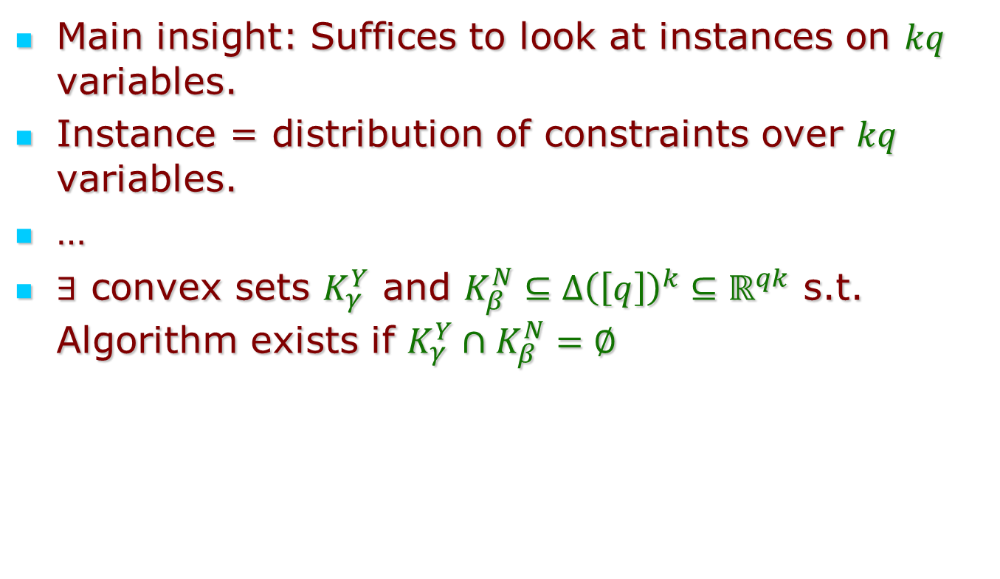 Main insight: Suffices to look at instances on 𝑘𝑞
variables.
Instance = distribution of constraints over 𝑘𝑞
variables.
…
∃ convex sets $K_\gamma^Y$ and $K_\beta^N \subseteq \Delta([q])^k \subseteq \mathbb{R}^{qk}$ s.t.
Algorithm exists if $K_\gamma^Y \cap K_\beta^N = \emptyset$